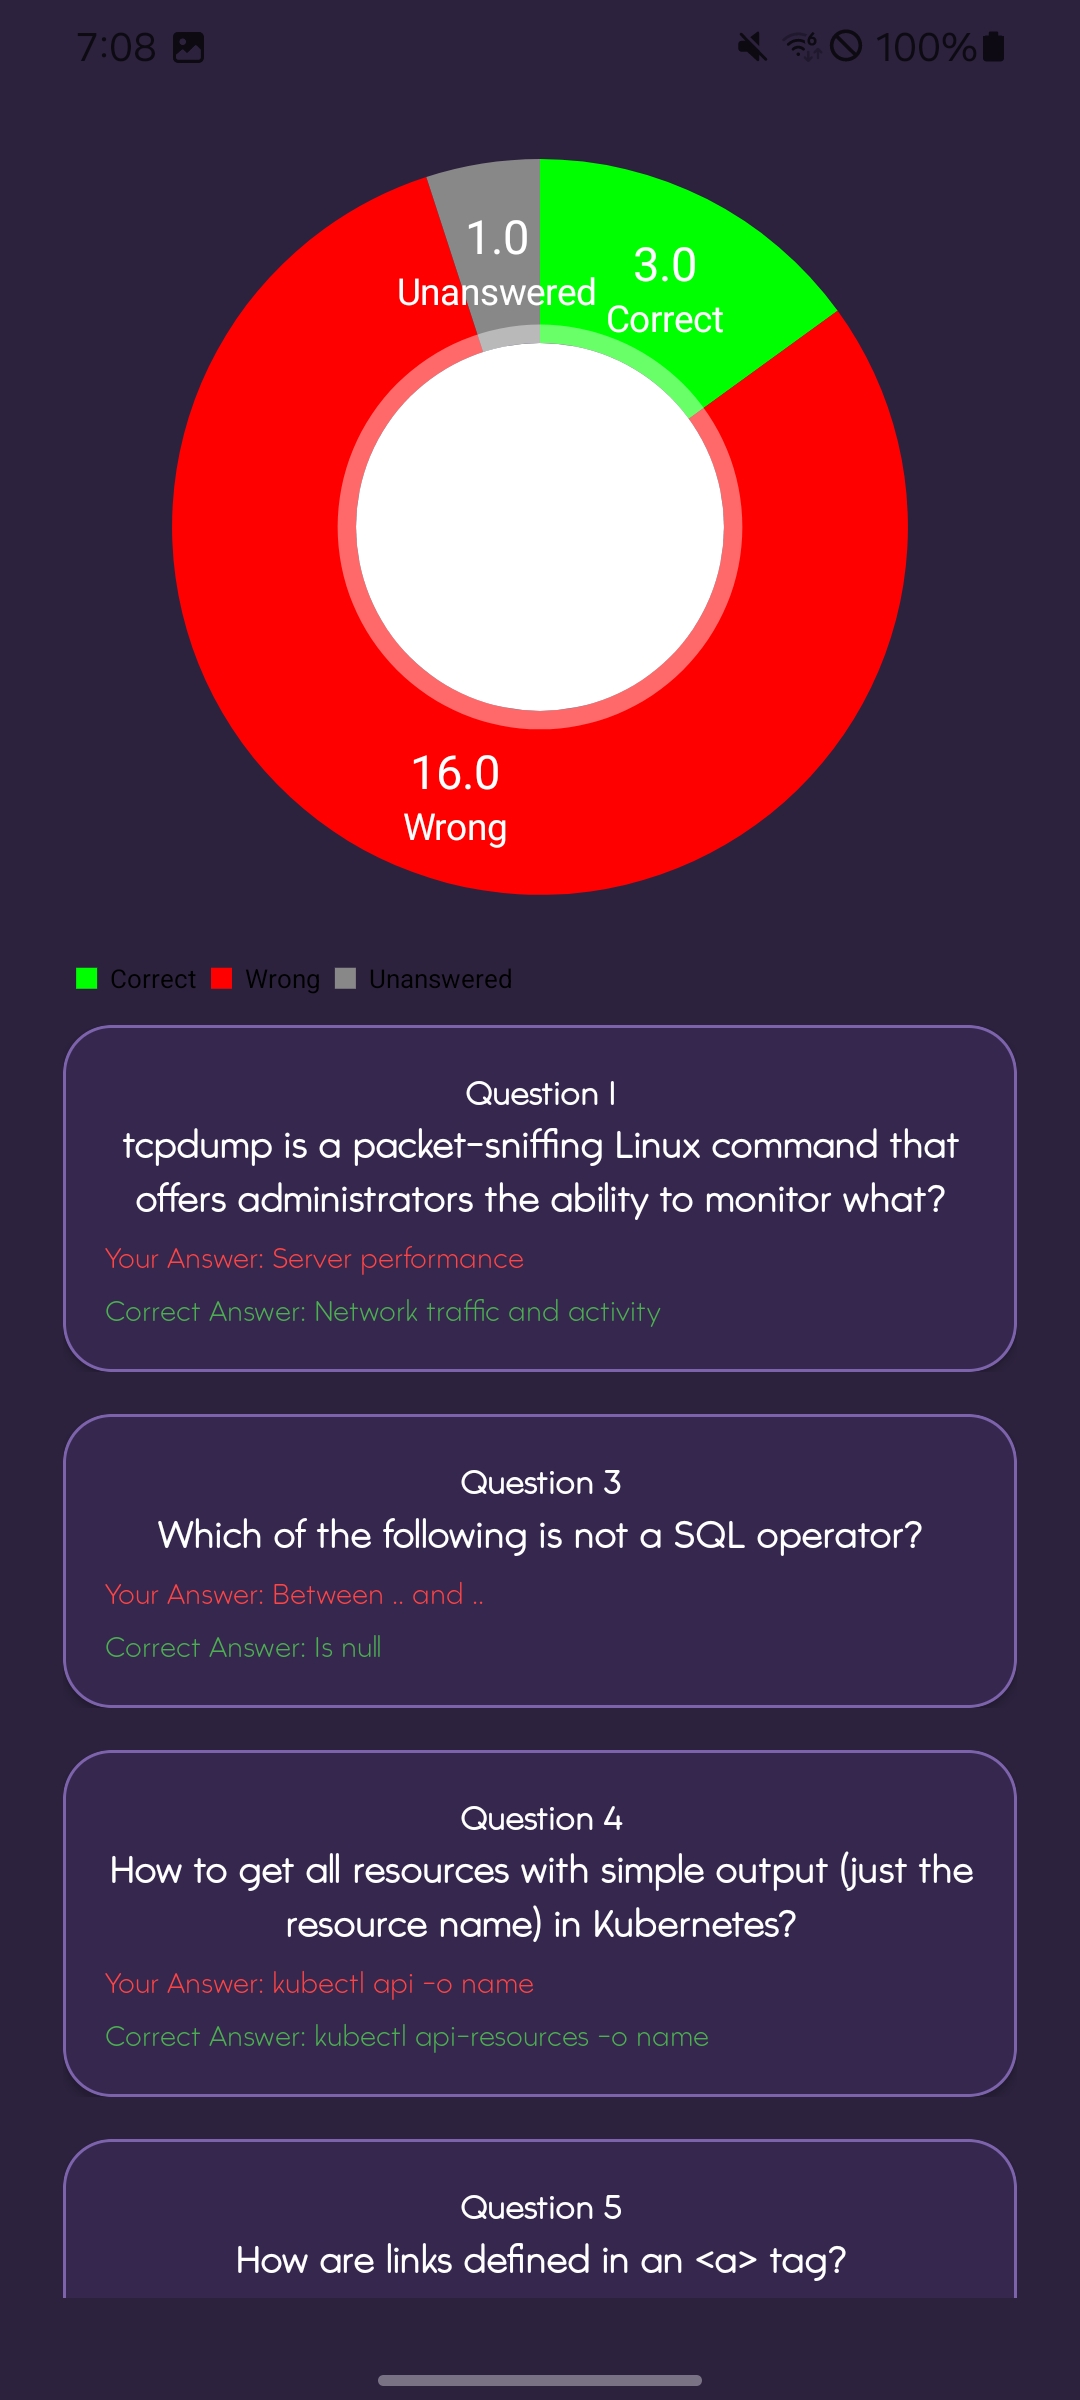 7:08
6
100%
1.0
Unanswered
3.0
Correct
16.0
Wrong
Correct Wrong Unanswered
Question 1
tcpdump is a packet-sniffing Linux command that
offers administrators the ability to monitor what?
Your Answer: Server performance
Correct Answer: Network traffic and activity
Question 3
Which of the following is not a SQL operator?
Your Answer: Between .. and ..
Correct Answer: Is null
Question 4
How to get all resources with simple output (just the
resource name) in Kubernetes?
Your Answer: kubectl api -o name
Correct Answer: kubectl api-resources -o name
Question 5
How are links defined in an <a> tag?